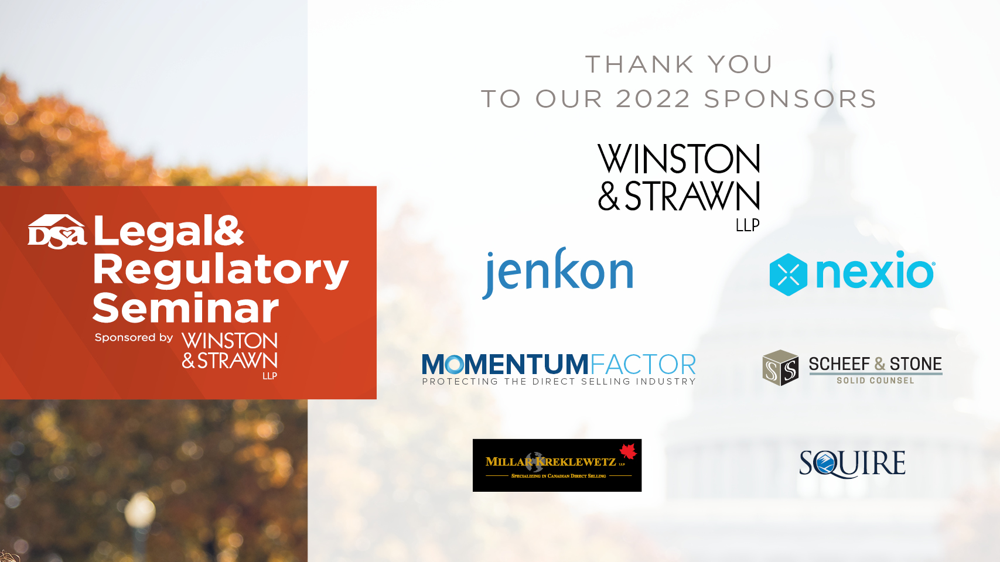 DSA Legal&
Regulatory
Seminar
Sponsored by WINSTON
& STRAWN
LLP
THANK YOU
TO OUR 2022 SPONSORS
WINSTON
& STRAWN
LLP
jenkon
nexio®
MOMENTUMFACTOR
PROTECTING THE DIRECT SELLING INDUSTRY
SS SCHEEF & STONE
SOLID COUNSEL
MILLAR KREKLEWETZ LLP
SPECIALIZING IN CANADIAN DIRECT SELLING
SQUIRE